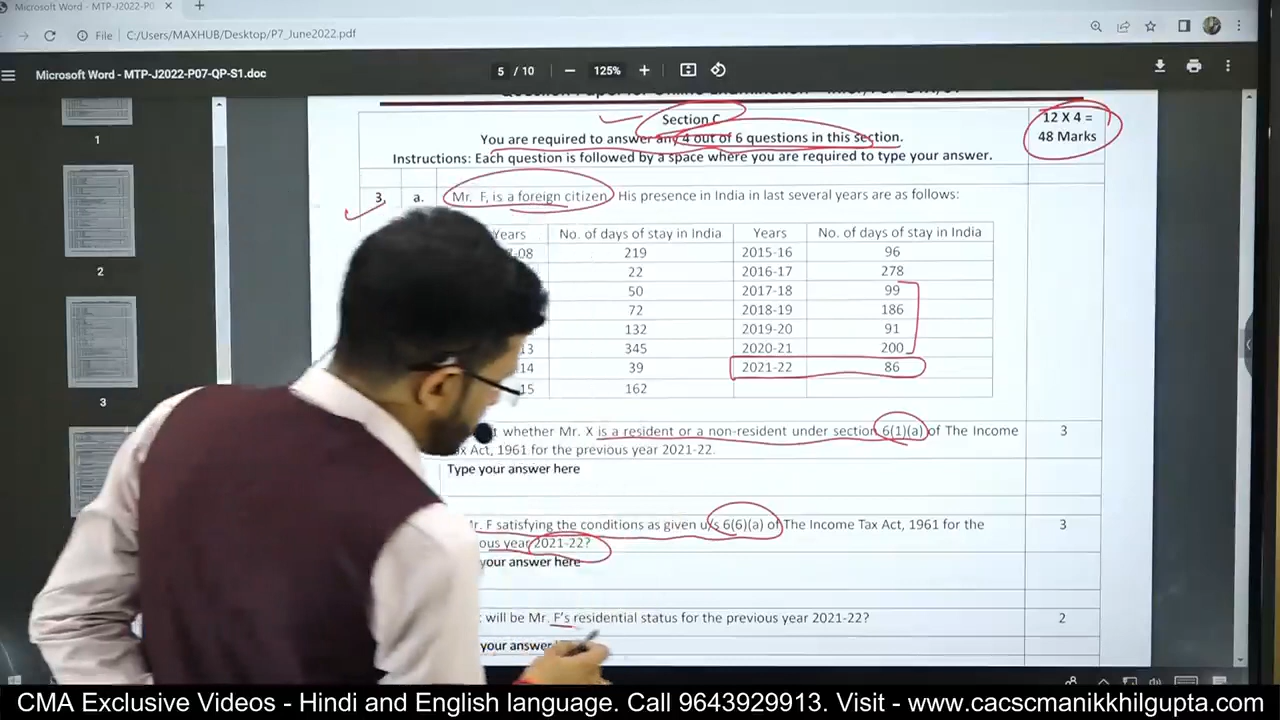 Microsoft Word - MTP-J2022-P0
File C:/Users/MAXHUB/Desktop/P7_June2022.pdf
Microsoft Word - MTP-J2022-P07-QP-S1.doc
5 / 10
125%
1
2
3
Section C
12 X 4 =
48 Marks
You are required to answer any 4 out of 6 questions in this section.
Instructions: Each question is followed by a space where you are required to type your answer.
3. a. Mr. F, is a foreign citizen. His presence in India in last several years are as follows:
Years No. of days of stay in India Years No. of days of stay in India
-08 219 2015-16 96
22 2016-17 278
50 2017-18 99
72 2018-19 186
132 2019-20 91
13 345 2020-21 200
14 39 2021-22 86
15 162
whether Mr. X is a resident or a non-resident under section 6(1)(a) of The Income 3
ax Act, 1961 for the previous year 2021-22.
Type your answer here
r. F satisfying the conditions as given u/s 6(6)(a) of The Income Tax Act, 1961 for the 3
ous year 2021-22?
your answer here
will be Mr. F's residential status for the previous year 2021-22? 2
your answer
CMA Exclusive Videos - Hindi and English language. Call 9643929913. Visit - www.cacscmanikkhilgupta.com